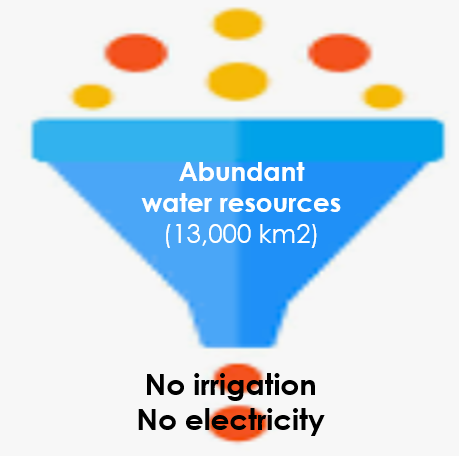 Abundant
water resources
(13,000 km2)
No irrigation
No electricity